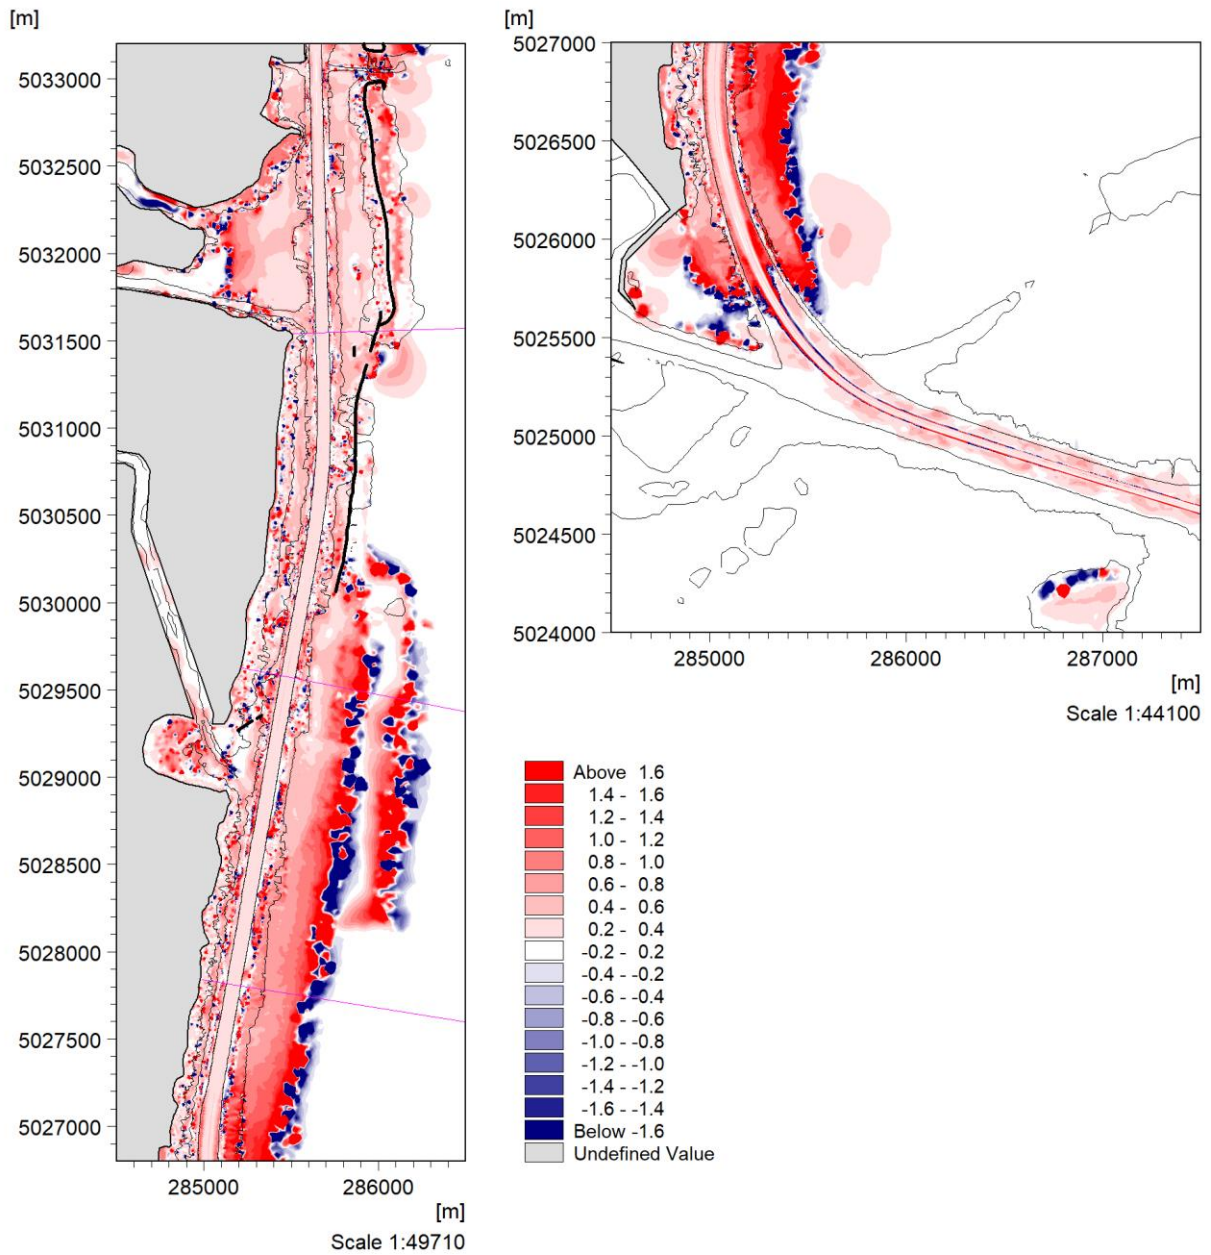 [m]
5033000
5032500
5032000
5031500
5031000
5030500
5030000
5029500
5029000
5028500
5028000
5027500
5027000
285000 286000
[m]
Scale 1:49710
[m]
5027000
5026500
5026000
5025500
5025000
5024500
5024000
285000 286000 287000
[m]
Scale 1:44100
Above 1.6
1.4 - 1.6
1.2 - 1.4
1.0 - 1.2
0.8 - 1.0
0.6 - 0.8
0.4 - 0.6
0.2 - 0.4
-0.2 - 0.2
-0.4 - -0.2
-0.6 - -0.4
-0.8 - -0.6
-1.0 - -0.8
-1.2 - -1.0
-1.4 - -1.2
-1.6 - -1.4
Below -1.6
Undefined Value